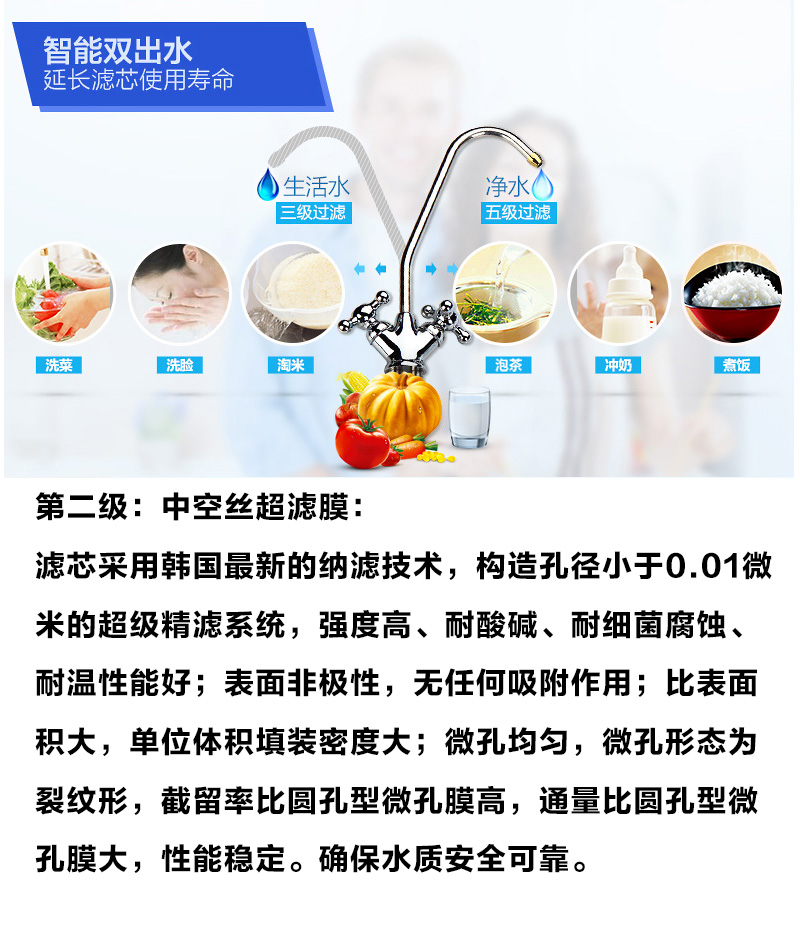 智能双出水
延长滤芯使用寿命
生活水
三级过滤
净水
五级过滤
洗菜
洗脸
淘米
泡茶
冲奶
煮饭
第二级：中空丝超滤膜：
滤芯采用韩国最新的纳滤技术，构造孔径小于0.01微
米的超级精滤系统，强度高、耐酸碱、耐细菌腐蚀、
耐温性能好；表面非极性，无任何吸附作用；比表面
积大，单位体积填装密度大；微孔均匀，微孔形态为
裂纹形，截留率比圆孔型微孔膜高，通量比圆孔型微
孔膜大，性能稳定。确保水质安全可靠。